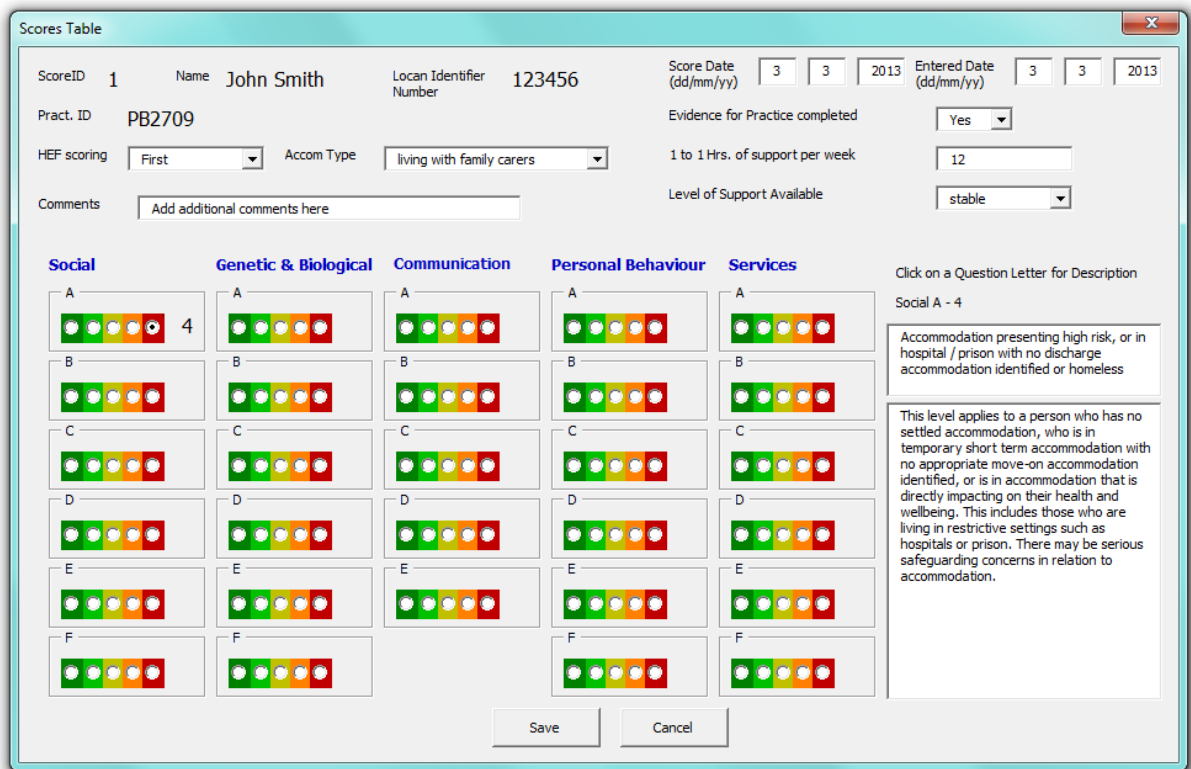 Scores Table
X
ScoreID 1 Name John Smith Locan Identifier Number 123456 Score Date (dd/mm/yy) 3 3 2013 Entered Date (dd/mm/yy) 3 3 2013
Pract. ID PB2709 Evidence for Practice completed Yes
HEF scoring First Accom Type living with family carers 1 to 1 Hrs. of support per week 12
Comments Add additional comments here Level of Support Available stable
Social Genetic & Biological Communication Personal Behaviour Services
A 4 A A A A
B B B B B
C C C C C
D D D D D
E E E E E
F F F F
Click on a Question Letter for Description
Social A - 4
Accommodation presenting high risk, or in
hospital / prison with no discharge
accommodation identified or homeless
This level applies to a person who has no
settled accommodation, who is in
temporary short term accommodation with
no appropriate move-on accommodation
identified, or is in accommodation that is
directly impacting on their health and
wellbeing. This includes those who are
living in restrictive settings such as
hospitals or prison. There may be serious
safeguarding concerns in relation to
accommodation.
Save Cancel